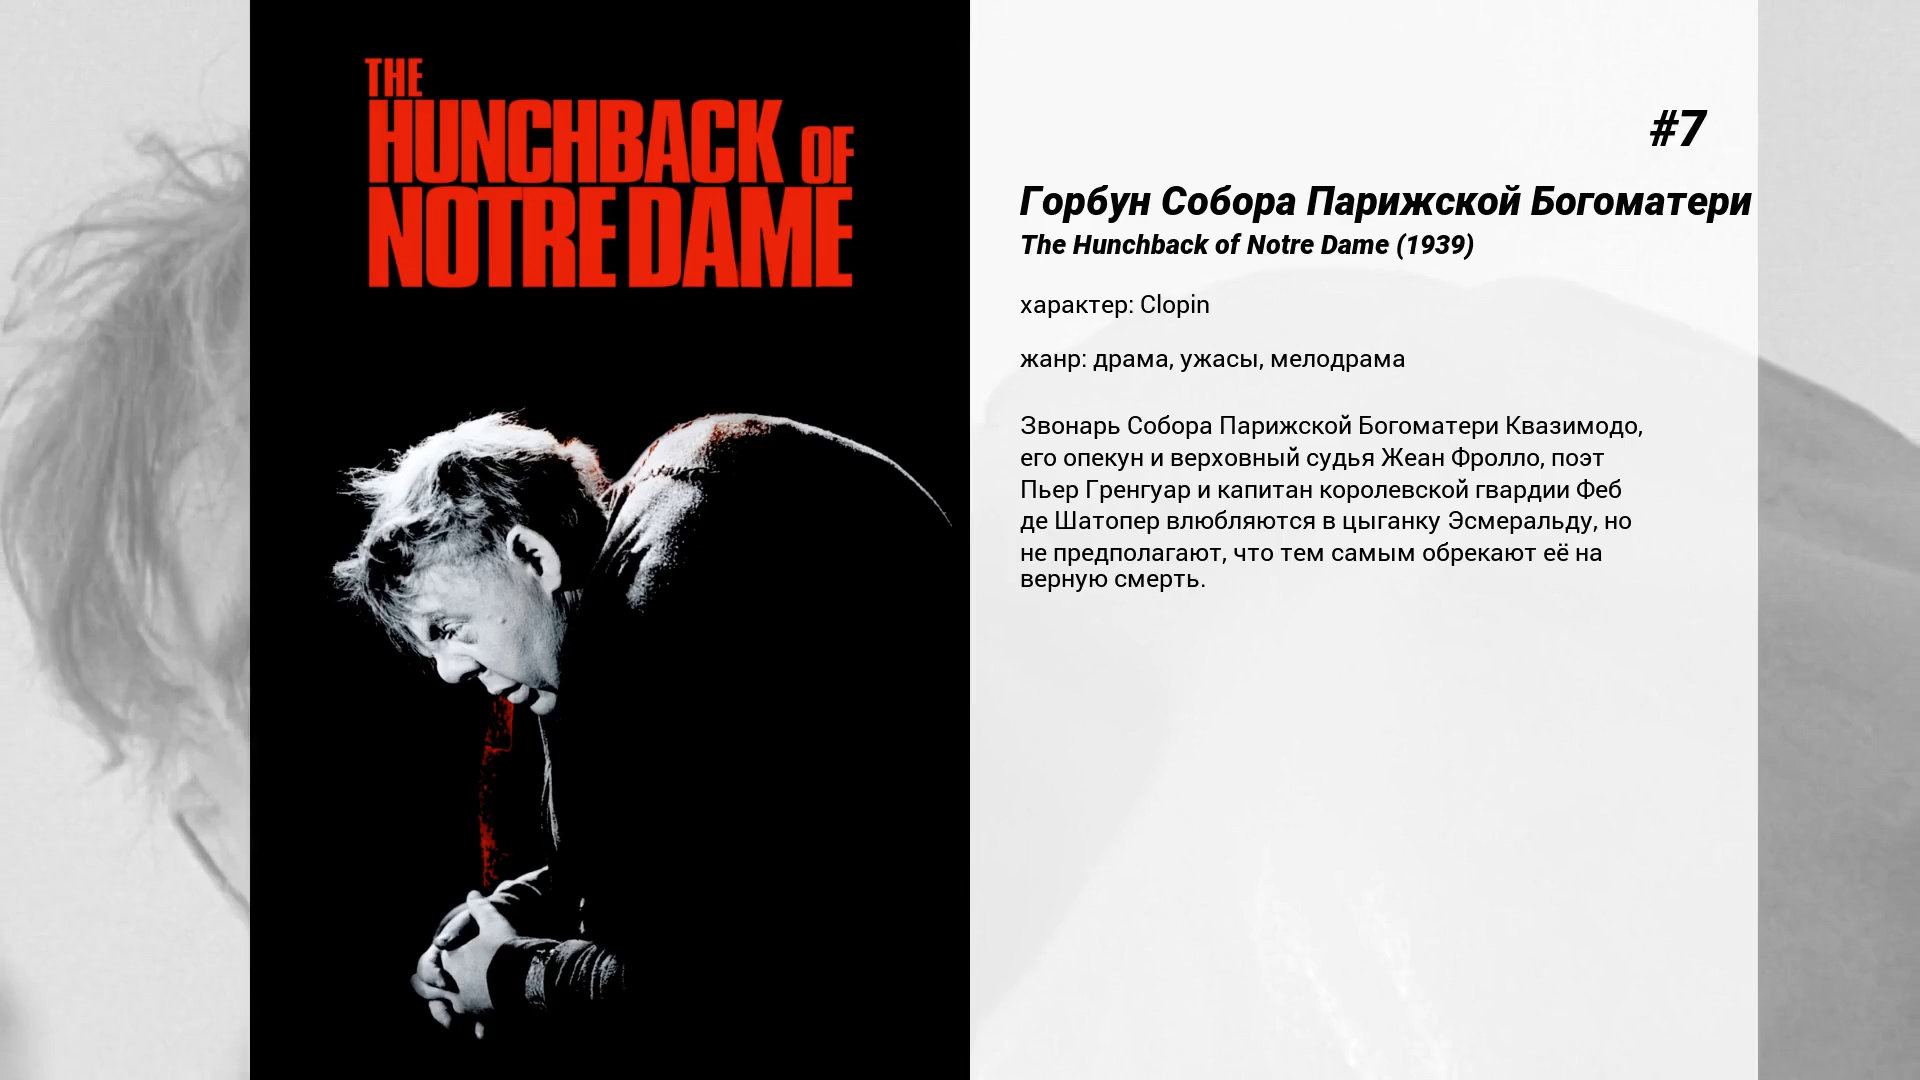 THE
HUNCHBACK OF
NOTRE DAME
#7
Горбун Собора Парижской Богоматери
The Hunchback of Notre Dame (1939)
характер: Clopin
жанр: драма, ужасы, мелодрама
Звонарь Собора Парижской Богоматери Квазимодо,
его опекун и верховный судья Жеан Фролло, поэт
Пьер Гренгуар и капитан королевской гвардии Феб
де Шатопер влюбляются в цыганку Эсмеральду, но
не предполагают, что тем самым обрекают её на
верную смерть.